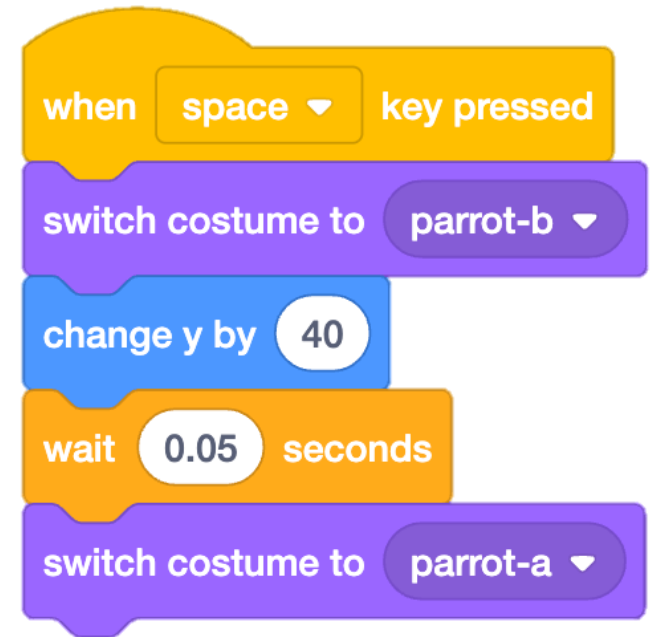 when space key pressed
switch costume to parrot-b
change y by 40
wait 0.05 seconds
switch costume to parrot-a